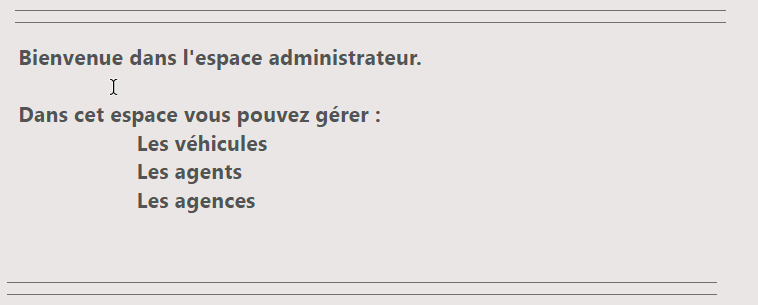 Bienvenue dans l'espace administrateur.
Dans cet espace vous pouvez gérer :
Les véhicules
Les agents
Les agences